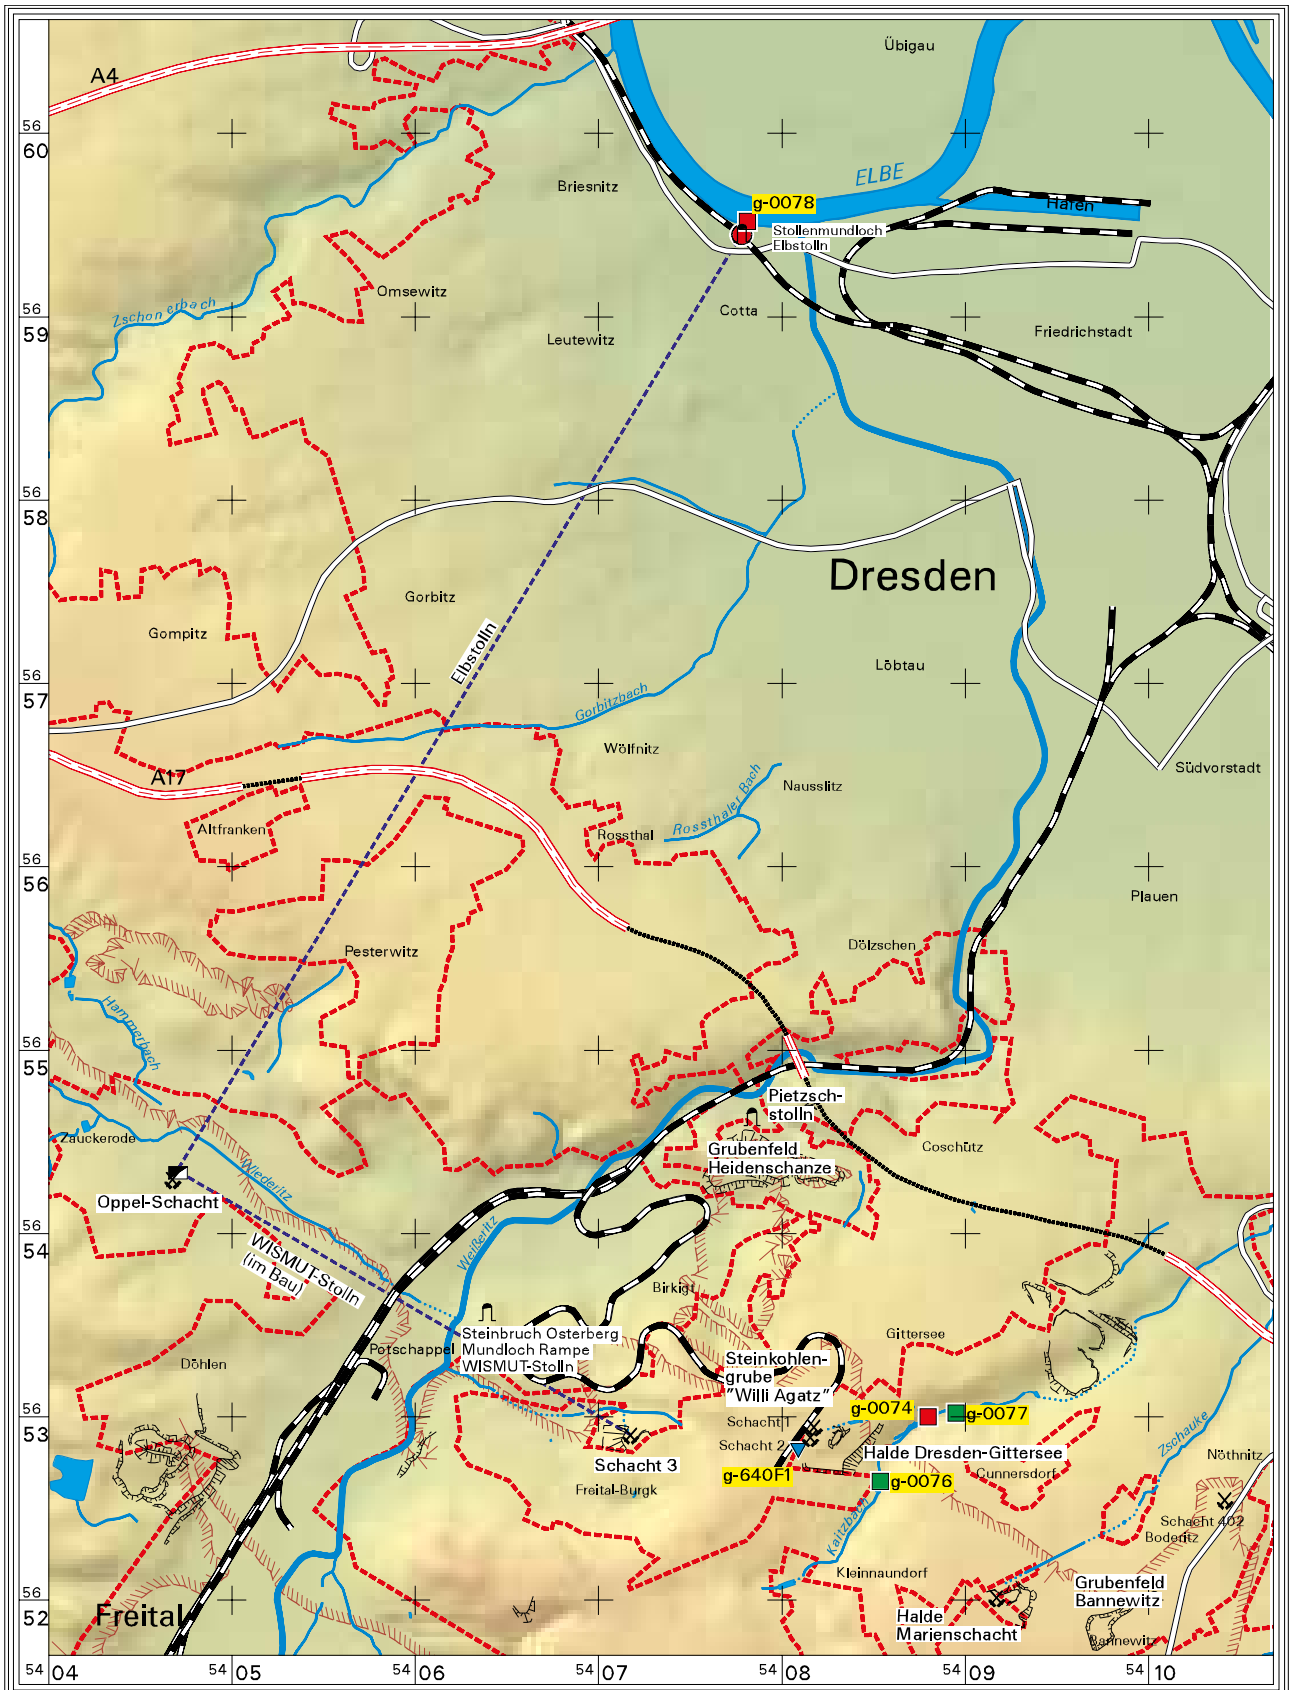 Übigau
A4
56
60
ELBE
Briesnitz
g-0078
Hafen
Stollenmundloch
Elbstolln
Omsewitz
Zschonerbach
56
59
Cotta
Leutewitz
Friedrichstadt
56
58
Dresden
Gorbitz
Gompitz
Elbstolln
Löbtau
56
57
Gorbitzbach
Wölfnitz
A17
Südvorstadt
Nausslitz
Rossthaler Bach
Altfranken
Rossthal
56
56
Plauen
Pesterwitz
Dölzschen
Hammerbach
56
55
Pietzsch-
stolln
Zauckerode
Grubenfeld
Heidenschanze
Coschütz
Wiederitz
Oppel-Schacht
56
54
Weißeritz
WISMUT-Stolln
(im Bau)
Birkigt
Steinbruch Osterberg
Mundloch Rampe
WISMUT-Stolln
Gittersee
Potschappel
Döhlen
Steinkohlen-
grube
"Willi Agatz"
g-0074
g-0077
56
53
Schacht 1
Schacht 2
Halde Dresden-Gittersee
Zschauke
Nöthnitz
Schacht 3
g-640F1
g-0076
Cunnersdorf
Freital-Burgk
Schacht 402
Boderitz
Kaitzbach
Kleinnaundorf
Grubenfeld
Bannewitz
56
52
Freital
Halde
Marienschacht
Bannewitz
54 04
54 05
54 06
54 07
54 08
54 09
54 10